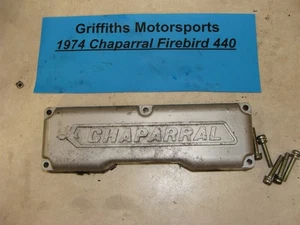 Griffiths Motorsports
1974 Chaparral Firebird 440
CHAPARRAL